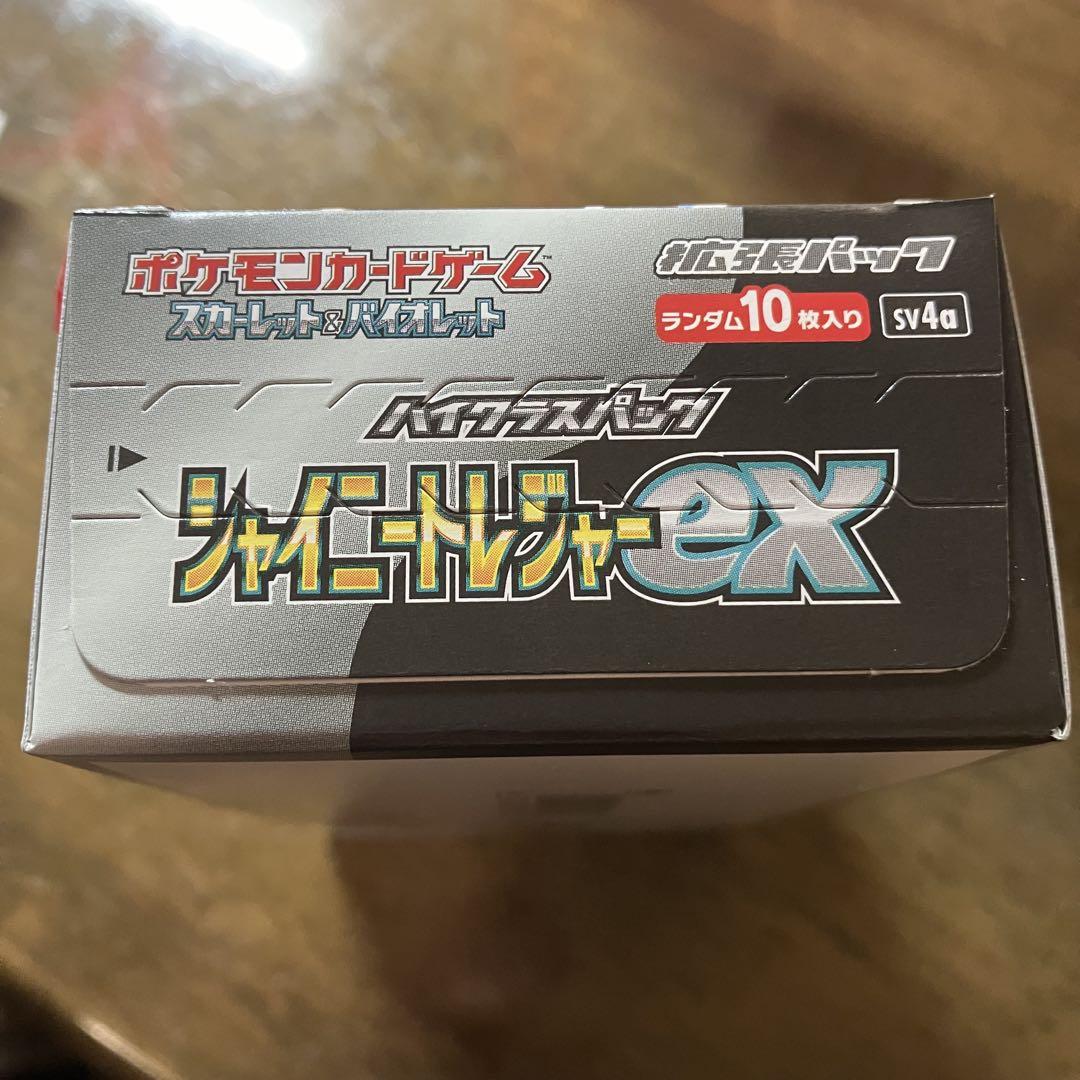 ポケモンカードゲーム™
スカーレット&バイオレット
拡張パック
ランダム10枚入り
SV4a
ハイクラスパック
シャイニートレジャーex